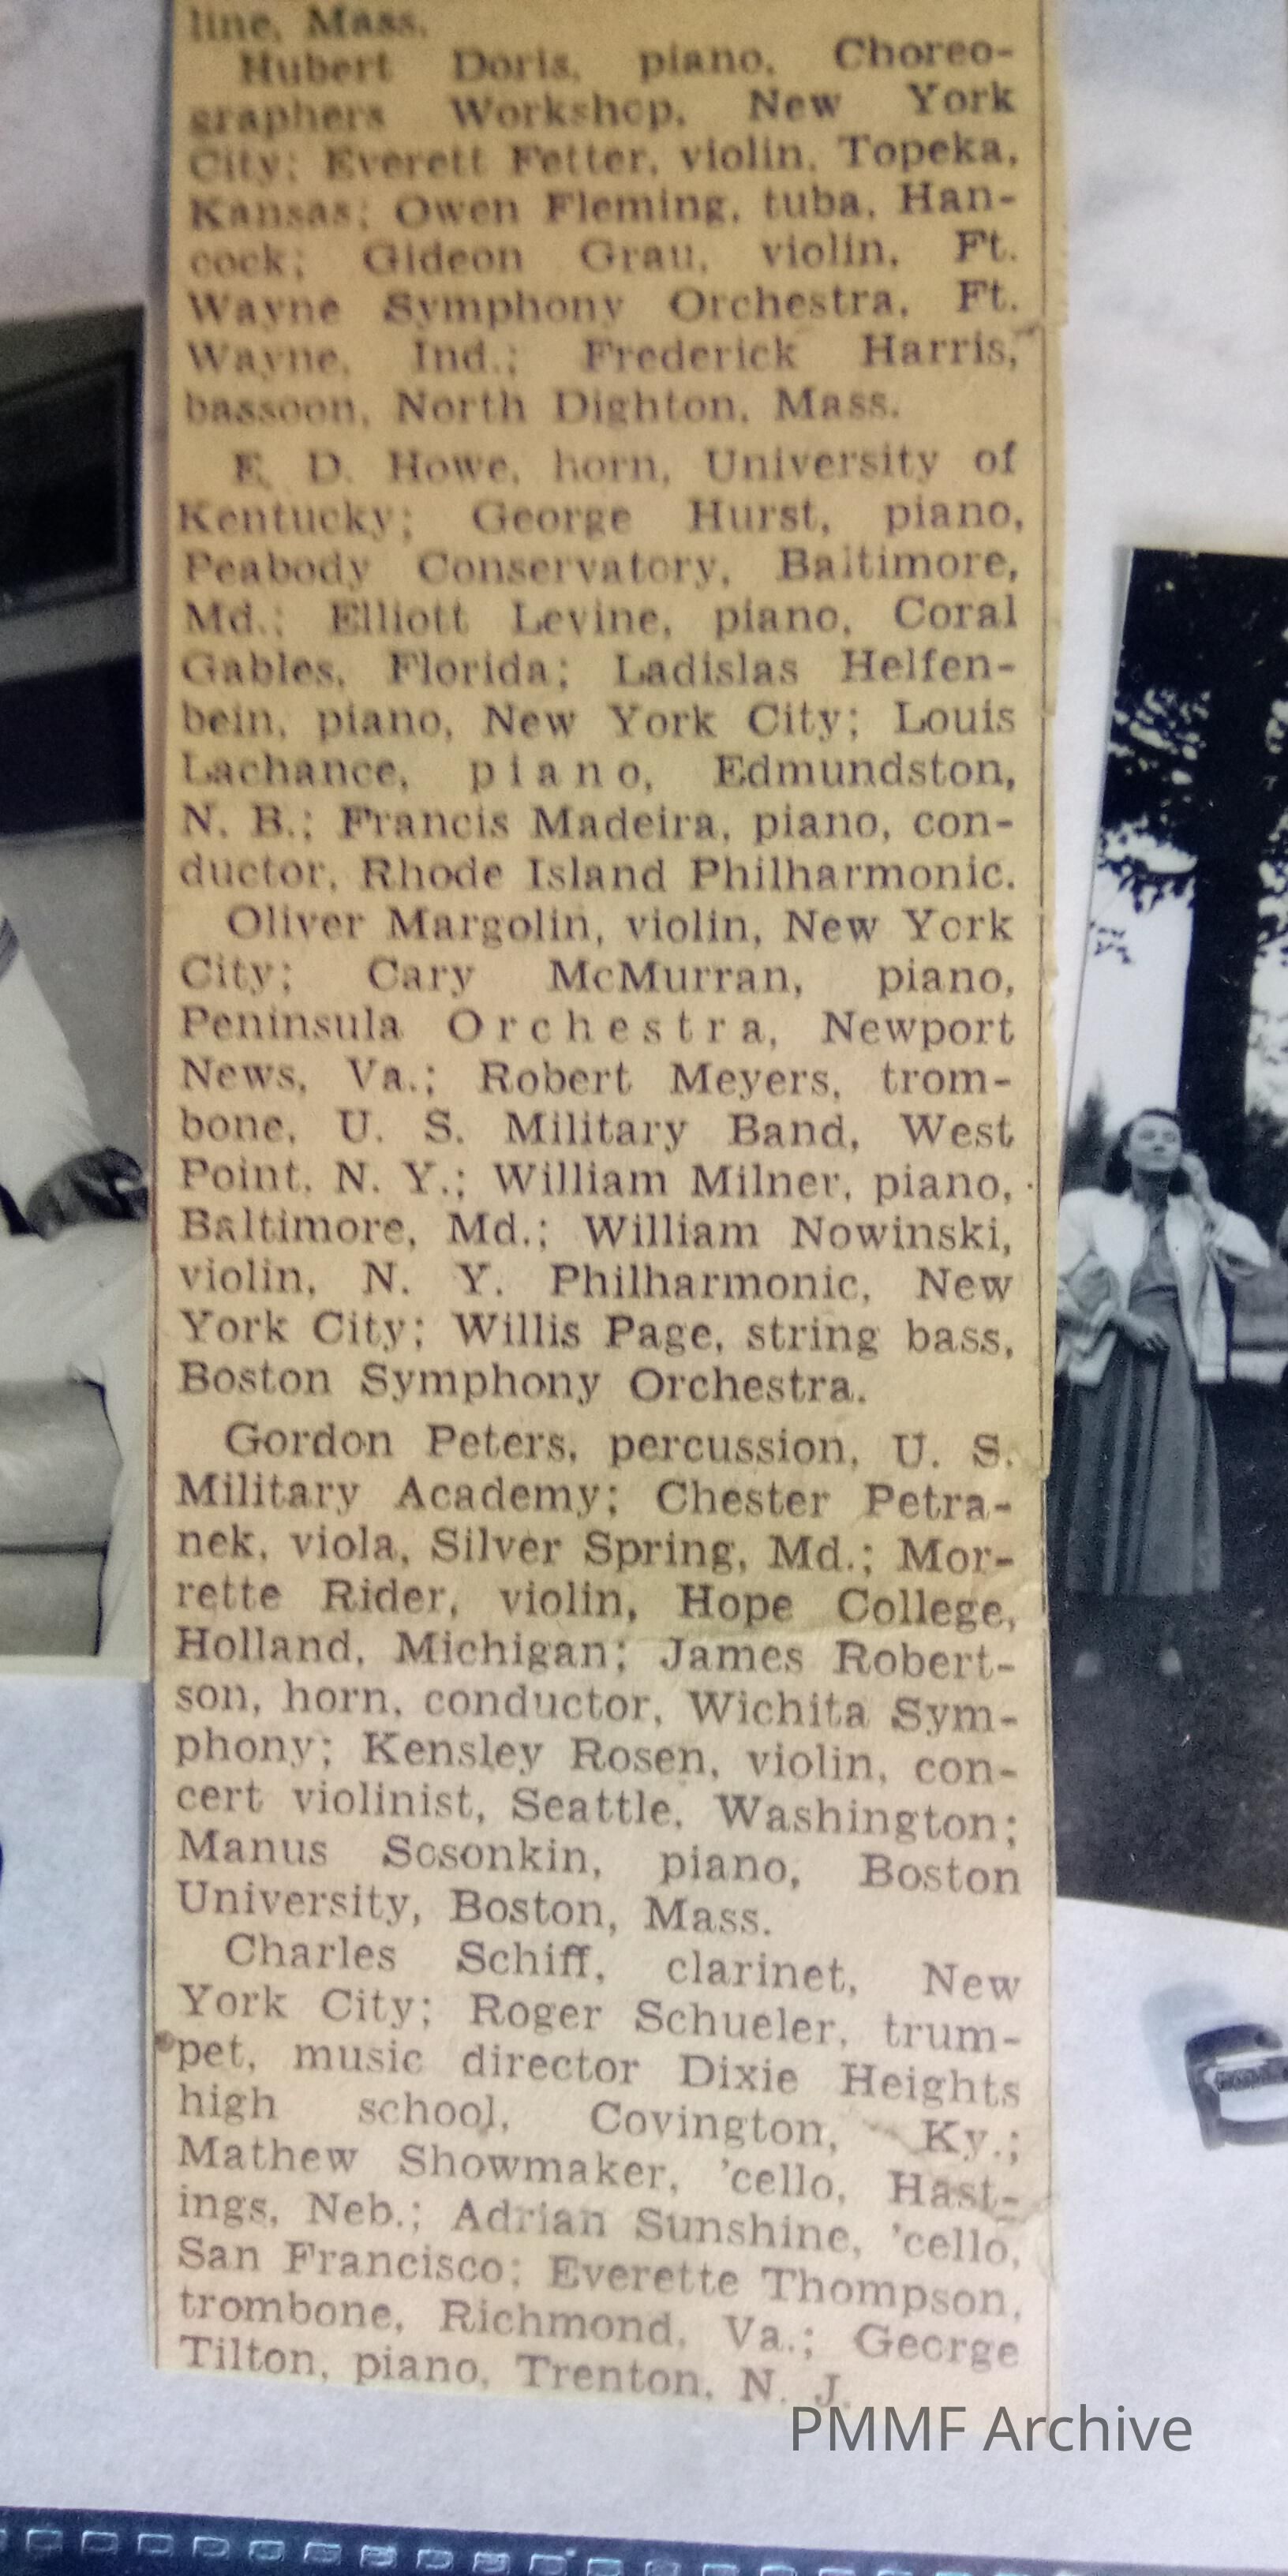 line, Mass.
Hubert Doris, piano, Choreo-
graphers Workshop, New York
City; Everett Fetter, violin, Topeka,
Kansas; Owen Fleming, tuba, Han-
cock; Gideon Grau, violin, Ft.
Wayne Symphony Orchestra, Ft.
Wayne, Ind.; Frederick Harris,
bassoon, North Dighton, Mass.
E. D. Howe, horn, University of
Kentucky; George Hurst, piano,
Peabody Conservatory, Baltimore,
Md.; Elliott Levine, piano, Coral
Gables, Florida; Ladislas Helfen-
bein, piano, New York City; Louis
Lachance, piano, Edmundston,
N. B.; Francis Madeira, piano, con-
ductor, Rhode Island Philharmonic.
Oliver Margolin, violin, New York
City; Cary McMurran, piano,
Peninsula Orchestra, Newport
News, Va.; Robert Meyers, trom-
bone, U. S. Military Band, West
Point, N. Y.; William Milner, piano,
Baltimore, Md.; William Nowinski,
violin, N. Y. Philharmonic, New
York City; Willis Page, string bass,
Boston Symphony Orchestra.
Gordon Peters, percussion, U. S.
Military Academy; Chester Petra-
nek, viola, Silver Spring, Md.; Mor-
rette Rider, violin, Hope College,
Holland, Michigan; James Robert-
son, horn, conductor, Wichita Sym-
phony; Kensley Rosen, violin, con-
cert violinist, Seattle, Washington;
Manus Sosonkin, piano, Boston
University, Boston, Mass.
Charles Schiff, clarinet, New
York City; Roger Schueler, trum-
pet, music director Dixie Heights
high school, Covington, Ky.;
Mathew Showmaker, 'cello, Hast-
ings, Neb.; Adrian Sunshine, 'cello,
San Francisco; Everette Thompson,
trombone, Richmond, Va.; George
Tilton, piano, Trenton, N. J.
PMMF Archive